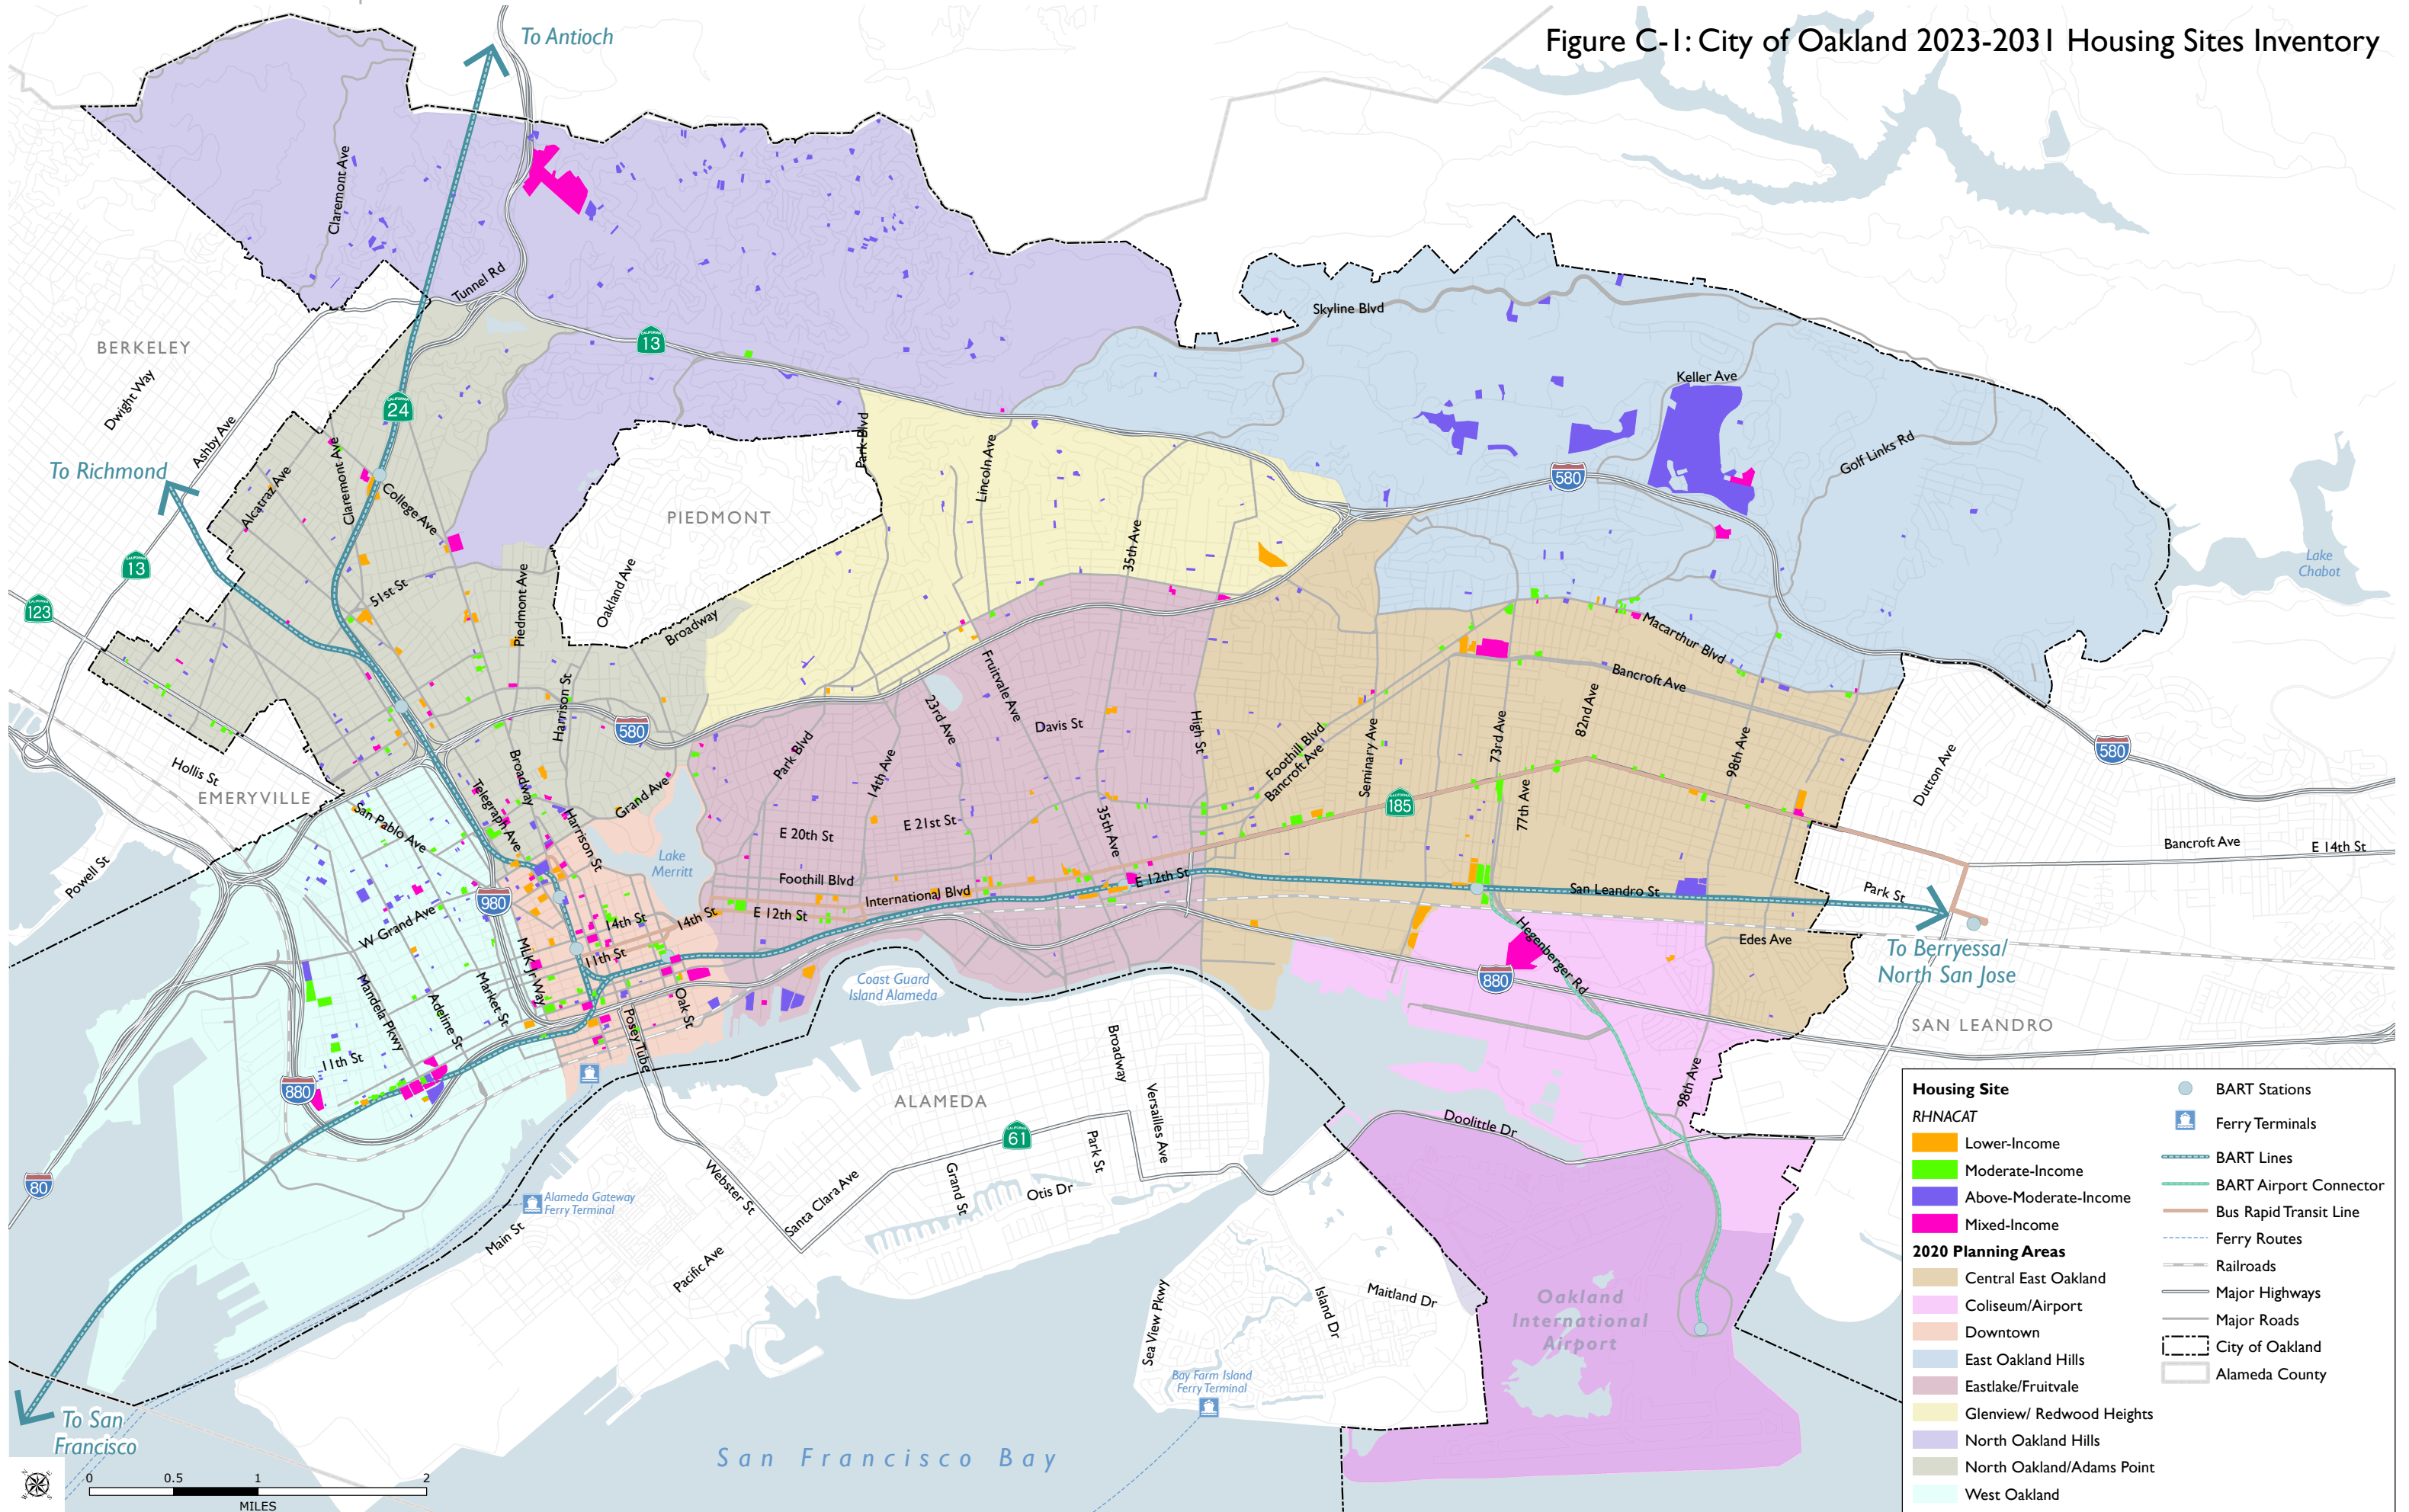 Figure C-1: City of Oakland 2023-2031 Housing Sites Inventory
To Antioch
Claremont Ave
Tunnel Rd
13
Skyline Blvd
BERKELEY
Dwight Way
Ashby Ave
24
Keller Ave
To Richmond
Alcatraz Ave
Claremont Ave
College Ave
PIEDMONT
Park Blvd
Lincoln Ave
35th Ave
580
Golf Links Rd
13
123
51st St
Piedmont Ave
Oakland Ave
Broadway
Lake
Chabot
Macarthur Blvd
Bancroft Ave
Harrison St
580
Fruitvale Ave
23rd Ave
Davis St
High St
Foothill Blvd
Bancroft Ave
Seminary Ave
73rd Ave
82nd Ave
98th Ave
Dutton Ave
580
Hollis St
EMERYVILLE
San Pablo Ave
Telegraph Ave
Broadway
Harrison St
Grand Ave
Park Blvd
14th Ave
E 20th St
E 21st St
35th Ave
185
77th Ave
Bancroft Ave
E 14th St
Powell St
Lake
Merritt
Foothill Blvd
International Blvd
E 12th St
E 12th St
San Leandro St
Park St
980
W Grand Ave
14th St
14th St
11th St
MLK Jr Way
Mandela Pkwy
Adeline St
Market St
Oak St
Posey Tube
11th St
880
Coast Guard
Island Alameda
Hegenberger Rd
880
Edes Ave
To Berryessa/
North San Jose
SAN LEANDRO
98th Ave
Broadway
Versailles Ave
ALAMEDA
61
Park St
Doolittle Dr
80
Alameda Gateway
Ferry Terminal
Main St
Webster St
Santa Clara Ave
Grand St
Otis Dr
Pacific Ave
Sea View Pkwy
Island Dr
Maitland Dr
Oakland
International
Airport
Bay Farm Island
Ferry Terminal
To San
Francisco
San Francisco Bay
0 0.5 1 2
MILES
Housing Site
RHNACAT
Lower-Income
Moderate-Income
Above-Moderate-Income
Mixed-Income
2020 Planning Areas
Central East Oakland
Coliseum/Airport
Downtown
East Oakland Hills
Eastlake/Fruitvale
Glenview/ Redwood Heights
North Oakland Hills
North Oakland/Adams Point
West Oakland
BART Stations
Ferry Terminals
BART Lines
BART Airport Connector
Bus Rapid Transit Line
Ferry Routes
Railroads
Major Highways
Major Roads
City of Oakland
Alameda County